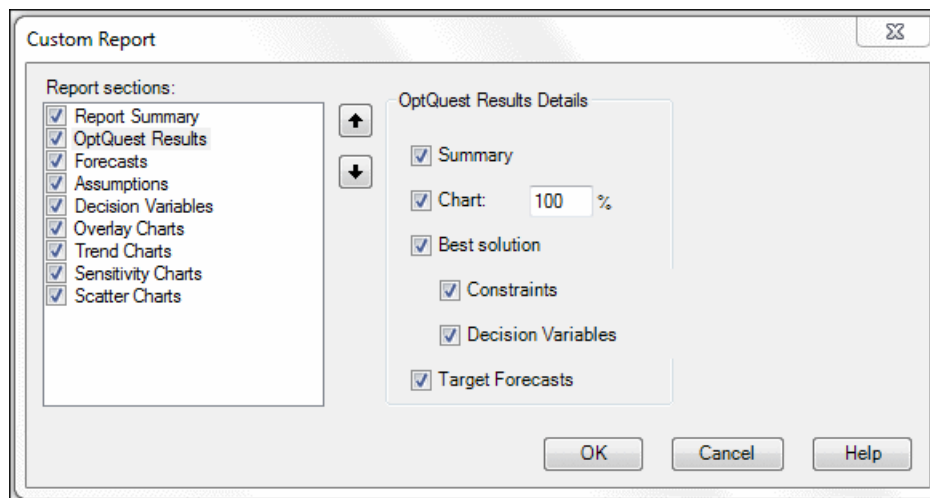 Custom Report
Report sections:
Report Summary
OptQuest Results
Forecasts
Assumptions
Decision Variables
Overlay Charts
Trend Charts
Sensitivity Charts
Scatter Charts
OptQuest Results Details
Summary
Chart: 100 %
Best solution
Constraints
Decision Variables
Target Forecasts
OK Cancel Help